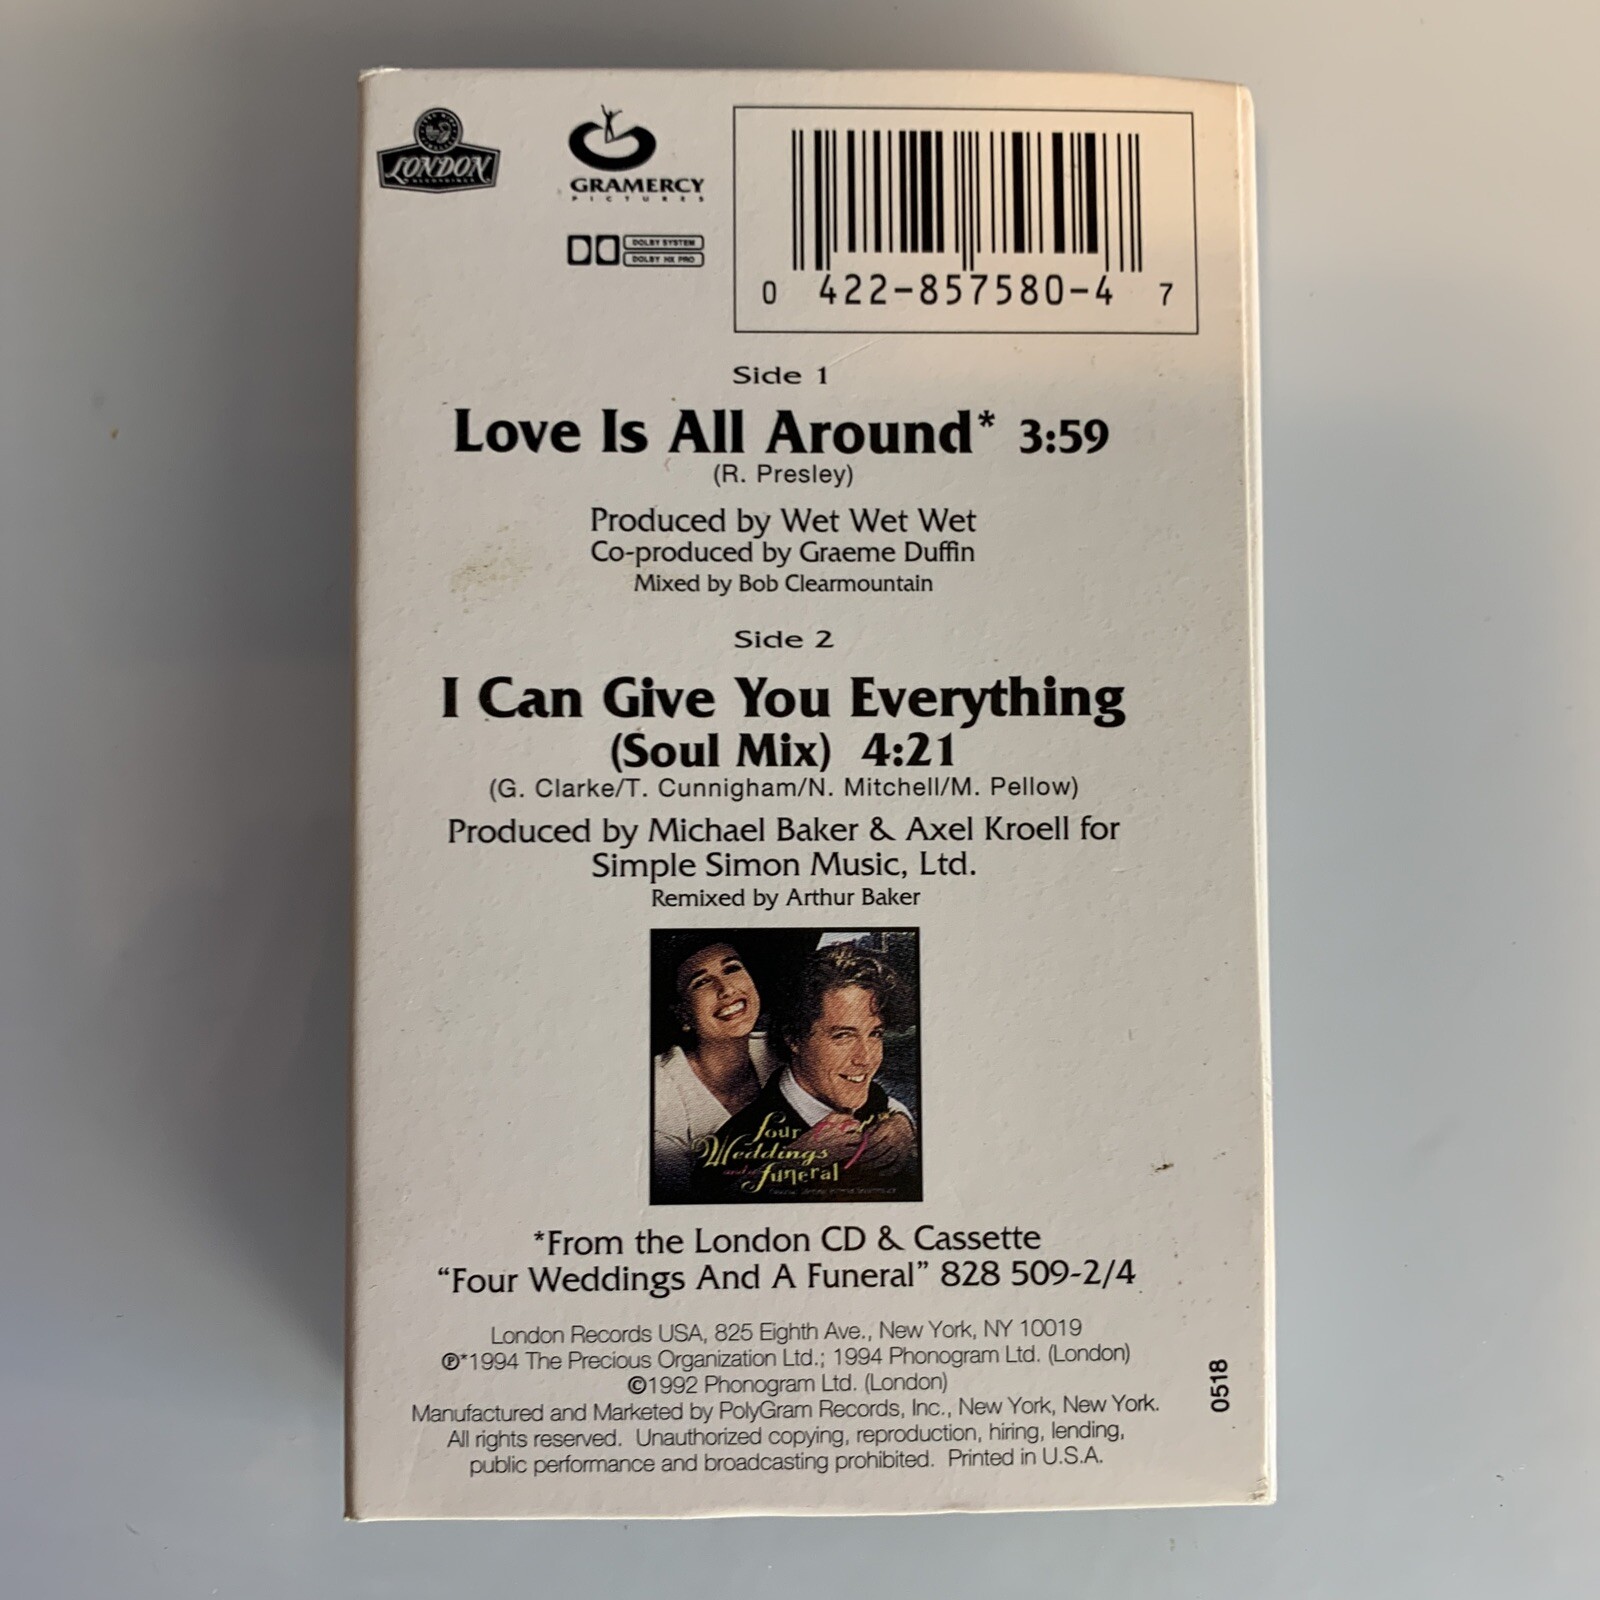 LONDON
RECORDINGS
GRAMERCY
PICTURES
DOLBY SYSTEM
DOLBY HX PRO
0 422-857580-4 7
Side 1
Love Is All Around* 3:59
(R. Presley)
Produced by Wet Wet Wet
Co-produced by Graeme Duffin
Mixed by Bob Clearmountain
Side 2
I Can Give You Everything
(Soul Mix) 4:21
(G. Clarke/T. Cunnigham/N. Mitchell/M. Pellow)
Produced by Michael Baker & Axel Kroell for
Simple Simon Music, Ltd.
Remixed by Arthur Baker
Four
Weddings
and a
funeral
*From the London CD & Cassette
“Four Weddings And A Funeral” 828 509-2/4
London Records USA, 825 Eighth Ave., New York, NY 10019
℗*1994 The Precious Organization Ltd.; 1994 Phonogram Ltd. (London)
©1992 Phonogram Ltd. (London)
Manufactured and Marketed by PolyGram Records, Inc., New York, New York.
All rights reserved. Unauthorized copying, reproduction, hiring, lending,
public performance and broadcasting prohibited. Printed in U.S.A.
0518